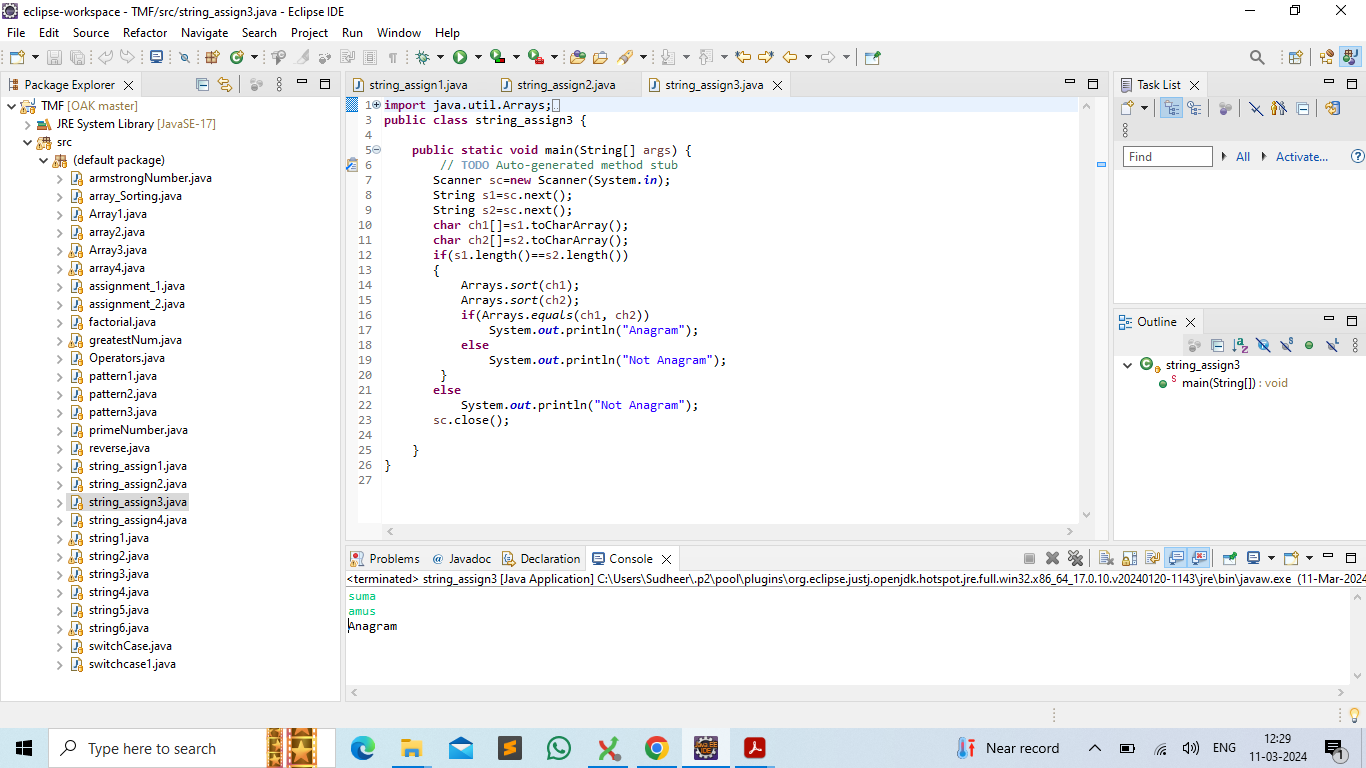 eclipse-workspace - TMF/src/string_assign3.java - Eclipse IDE
File Edit Source Refactor Navigate Search Project Run Window Help
Package Explorer
TMF [OAK master]
JRE System Library [JavaSE-17]
src
(default package)
armstrongNumber.java
array_Sorting.java
Array1.java
array2.java
Array3.java
array4.java
assignment_1.java
assignment_2.java
factorial.java
greatestNum.java
Operators.java
pattern1.java
pattern2.java
pattern3.java
primeNumber.java
reverse.java
string_assign1.java
string_assign2.java
string_assign3.java
string_assign4.java
string1.java
string2.java
string3.java
string4.java
string5.java
string6.java
switchCase.java
switchcase1.java
string_assign1.java string_assign2.java string_assign3.java
1 import java.util.Arrays;
3 public class string_assign3 {
4
5     public static void main(String[] args) {
6         // TODO Auto-generated method stub
7        Scanner sc=new Scanner(System.in);
8        String s1=sc.next();
9        String s2=sc.next();
10        char ch1[]=s1.toCharArray();
11        char ch2[]=s2.toCharArray();
12        if(s1.length()==s2.length())
13        {
14            Arrays.sort(ch1);
15            Arrays.sort(ch2);
16            if(Arrays.equals(ch1, ch2))
17                System.out.println("Anagram");
18            else
19                System.out.println("Not Anagram");
20         }
21        else
22            System.out.println("Not Anagram");
23        sc.close();
24
25     }
26 }
27
Task List
Find All Activate...
Outline
string_assign3
main(String[]) : void
Problems @ Javadoc Declaration Console
<terminated> string_assign3 [Java Application] C:\Users\Sudheer\.p2\pool\plugins\org.eclipse.justj.openjdk.hotspot.jre.full.win32.x86_64_17.0.10.v20240120-1143\jre\bin\javaw.exe (11-Mar-2024
suma
amus
Anagram
Type here to search
Near record
ENG
12:29
11-03-2024
1